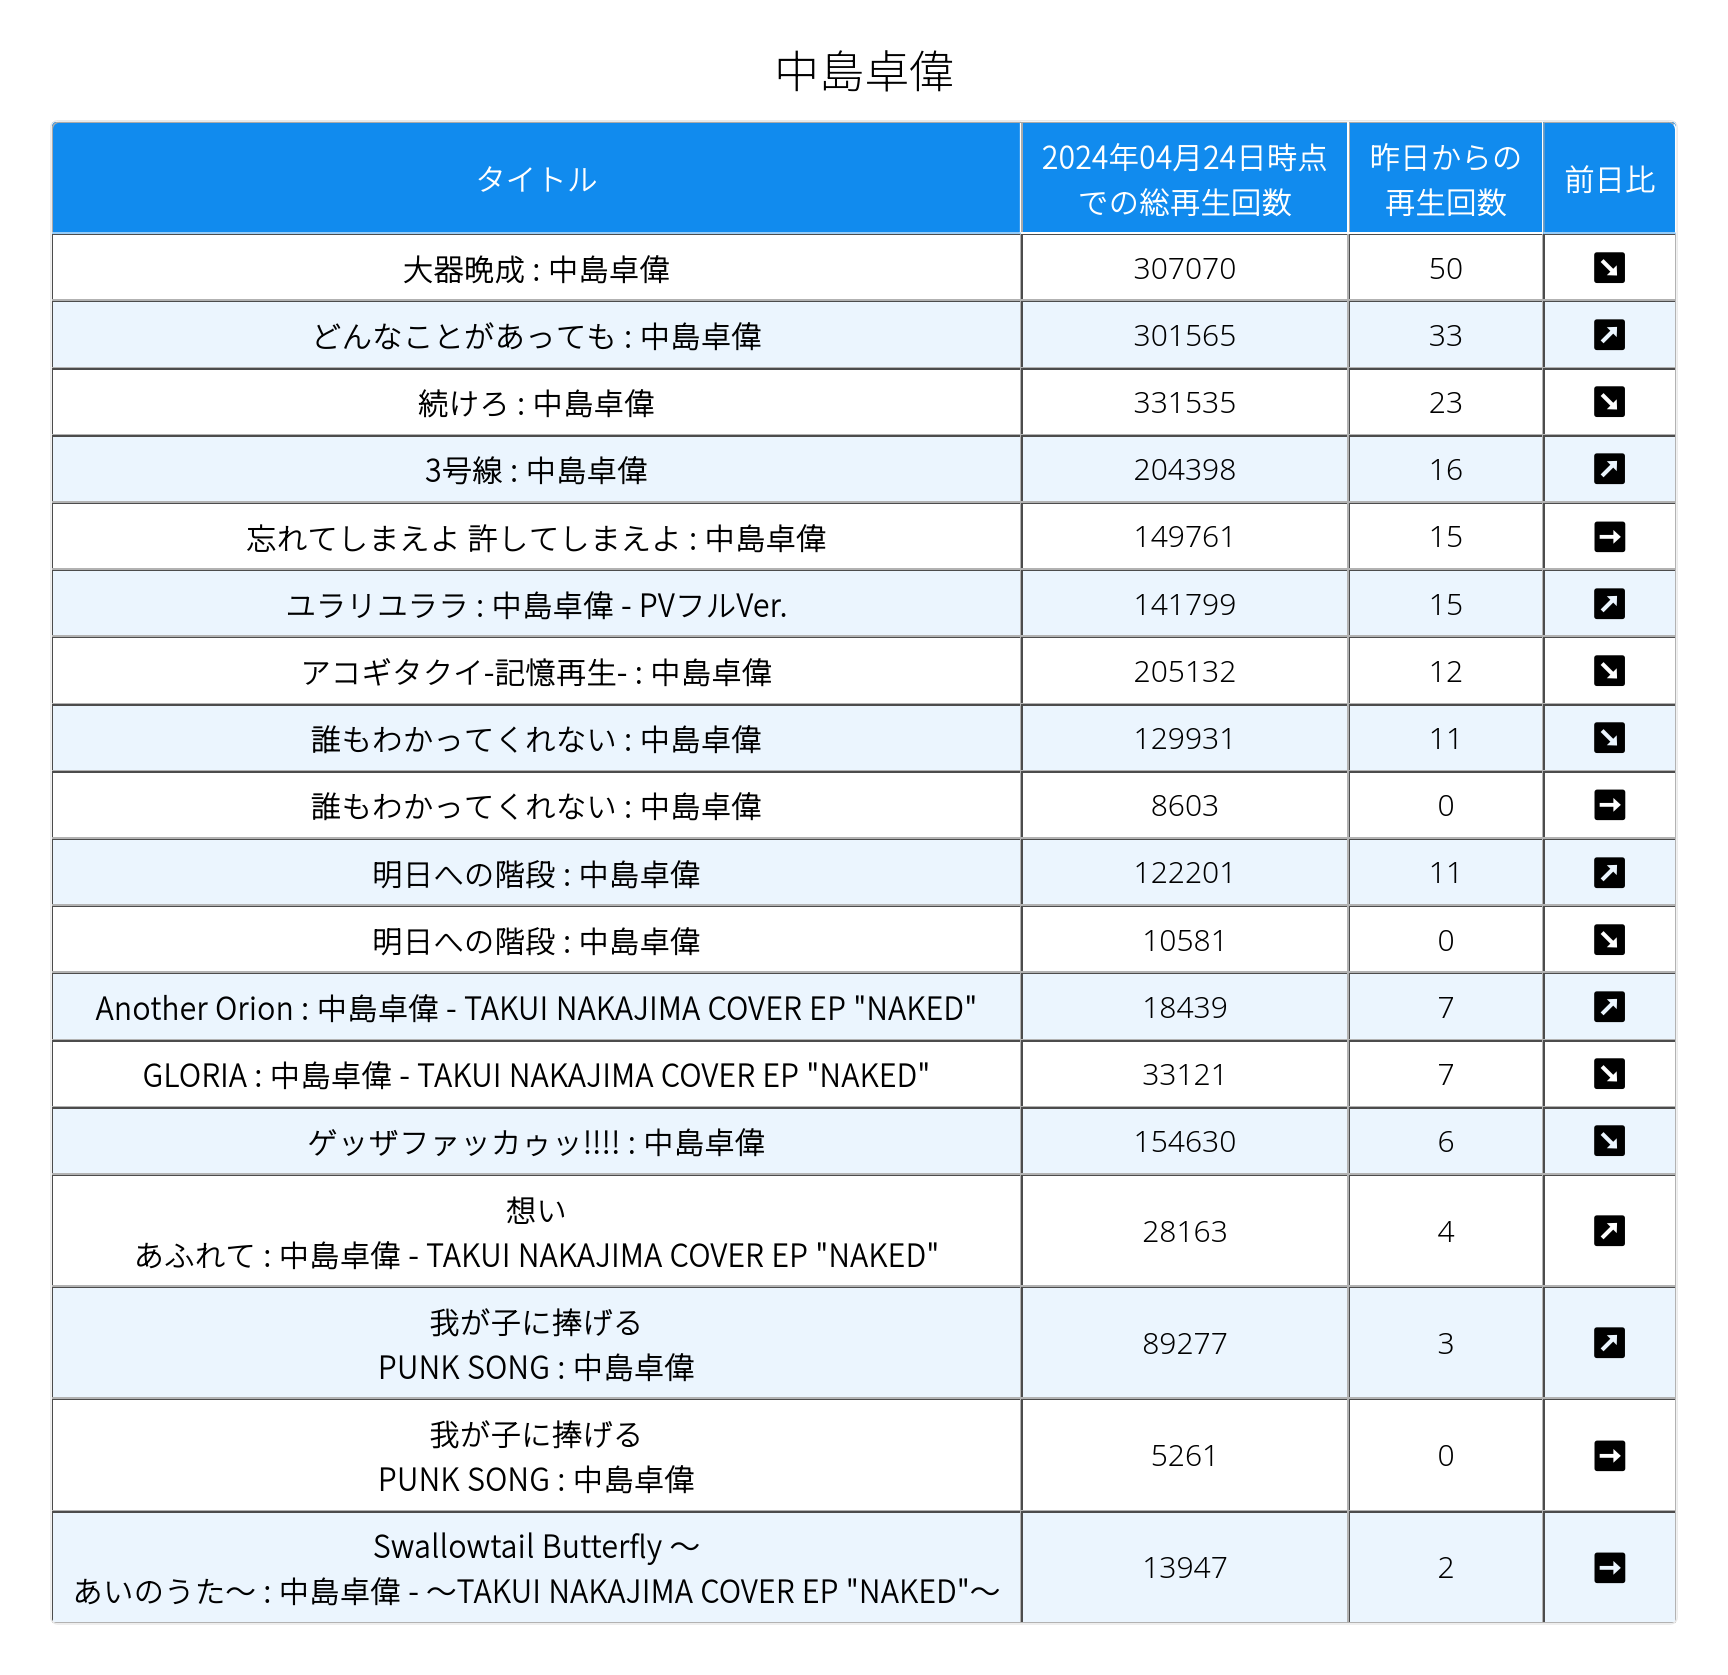 中島卓偉
タイトル
2024年04月24日時点
での総再生回数
昨日からの
再生回数
前日比
大器晩成 : 中島卓偉 307070 50 ↘
どんなことがあっても : 中島卓偉 301565 33 ↗
続けろ : 中島卓偉 331535 23 ↘
3号線 : 中島卓偉 204398 16 ↗
忘れてしまえよ 許してしまえよ : 中島卓偉 149761 15 →
ユラリユララ : 中島卓偉 - PVフルVer. 141799 15 ↗
アコギタクイ-記憶再生- : 中島卓偉 205132 12 ↘
誰もわかってくれない : 中島卓偉 129931 11 ↘
誰もわかってくれない : 中島卓偉 8603 0 →
明日への階段 : 中島卓偉 122201 11 ↗
明日への階段 : 中島卓偉 10581 0 ↘
Another Orion : 中島卓偉 - TAKUI NAKAJIMA COVER EP "NAKED" 18439 7 ↗
GLORIA : 中島卓偉 - TAKUI NAKAJIMA COVER EP "NAKED" 33121 7 ↘
ゲッザファッカゥッ!!!! : 中島卓偉 154630 6 ↘
想い
あふれて : 中島卓偉 - TAKUI NAKAJIMA COVER EP "NAKED" 28163 4 ↗
我が子に捧げる
PUNK SONG : 中島卓偉 89277 3 ↗
我が子に捧げる
PUNK SONG : 中島卓偉 5261 0 →
Swallowtail Butterfly ～
あいのうた～ : 中島卓偉 - ～TAKUI NAKAJIMA COVER EP "NAKED"～ 13947 2 →